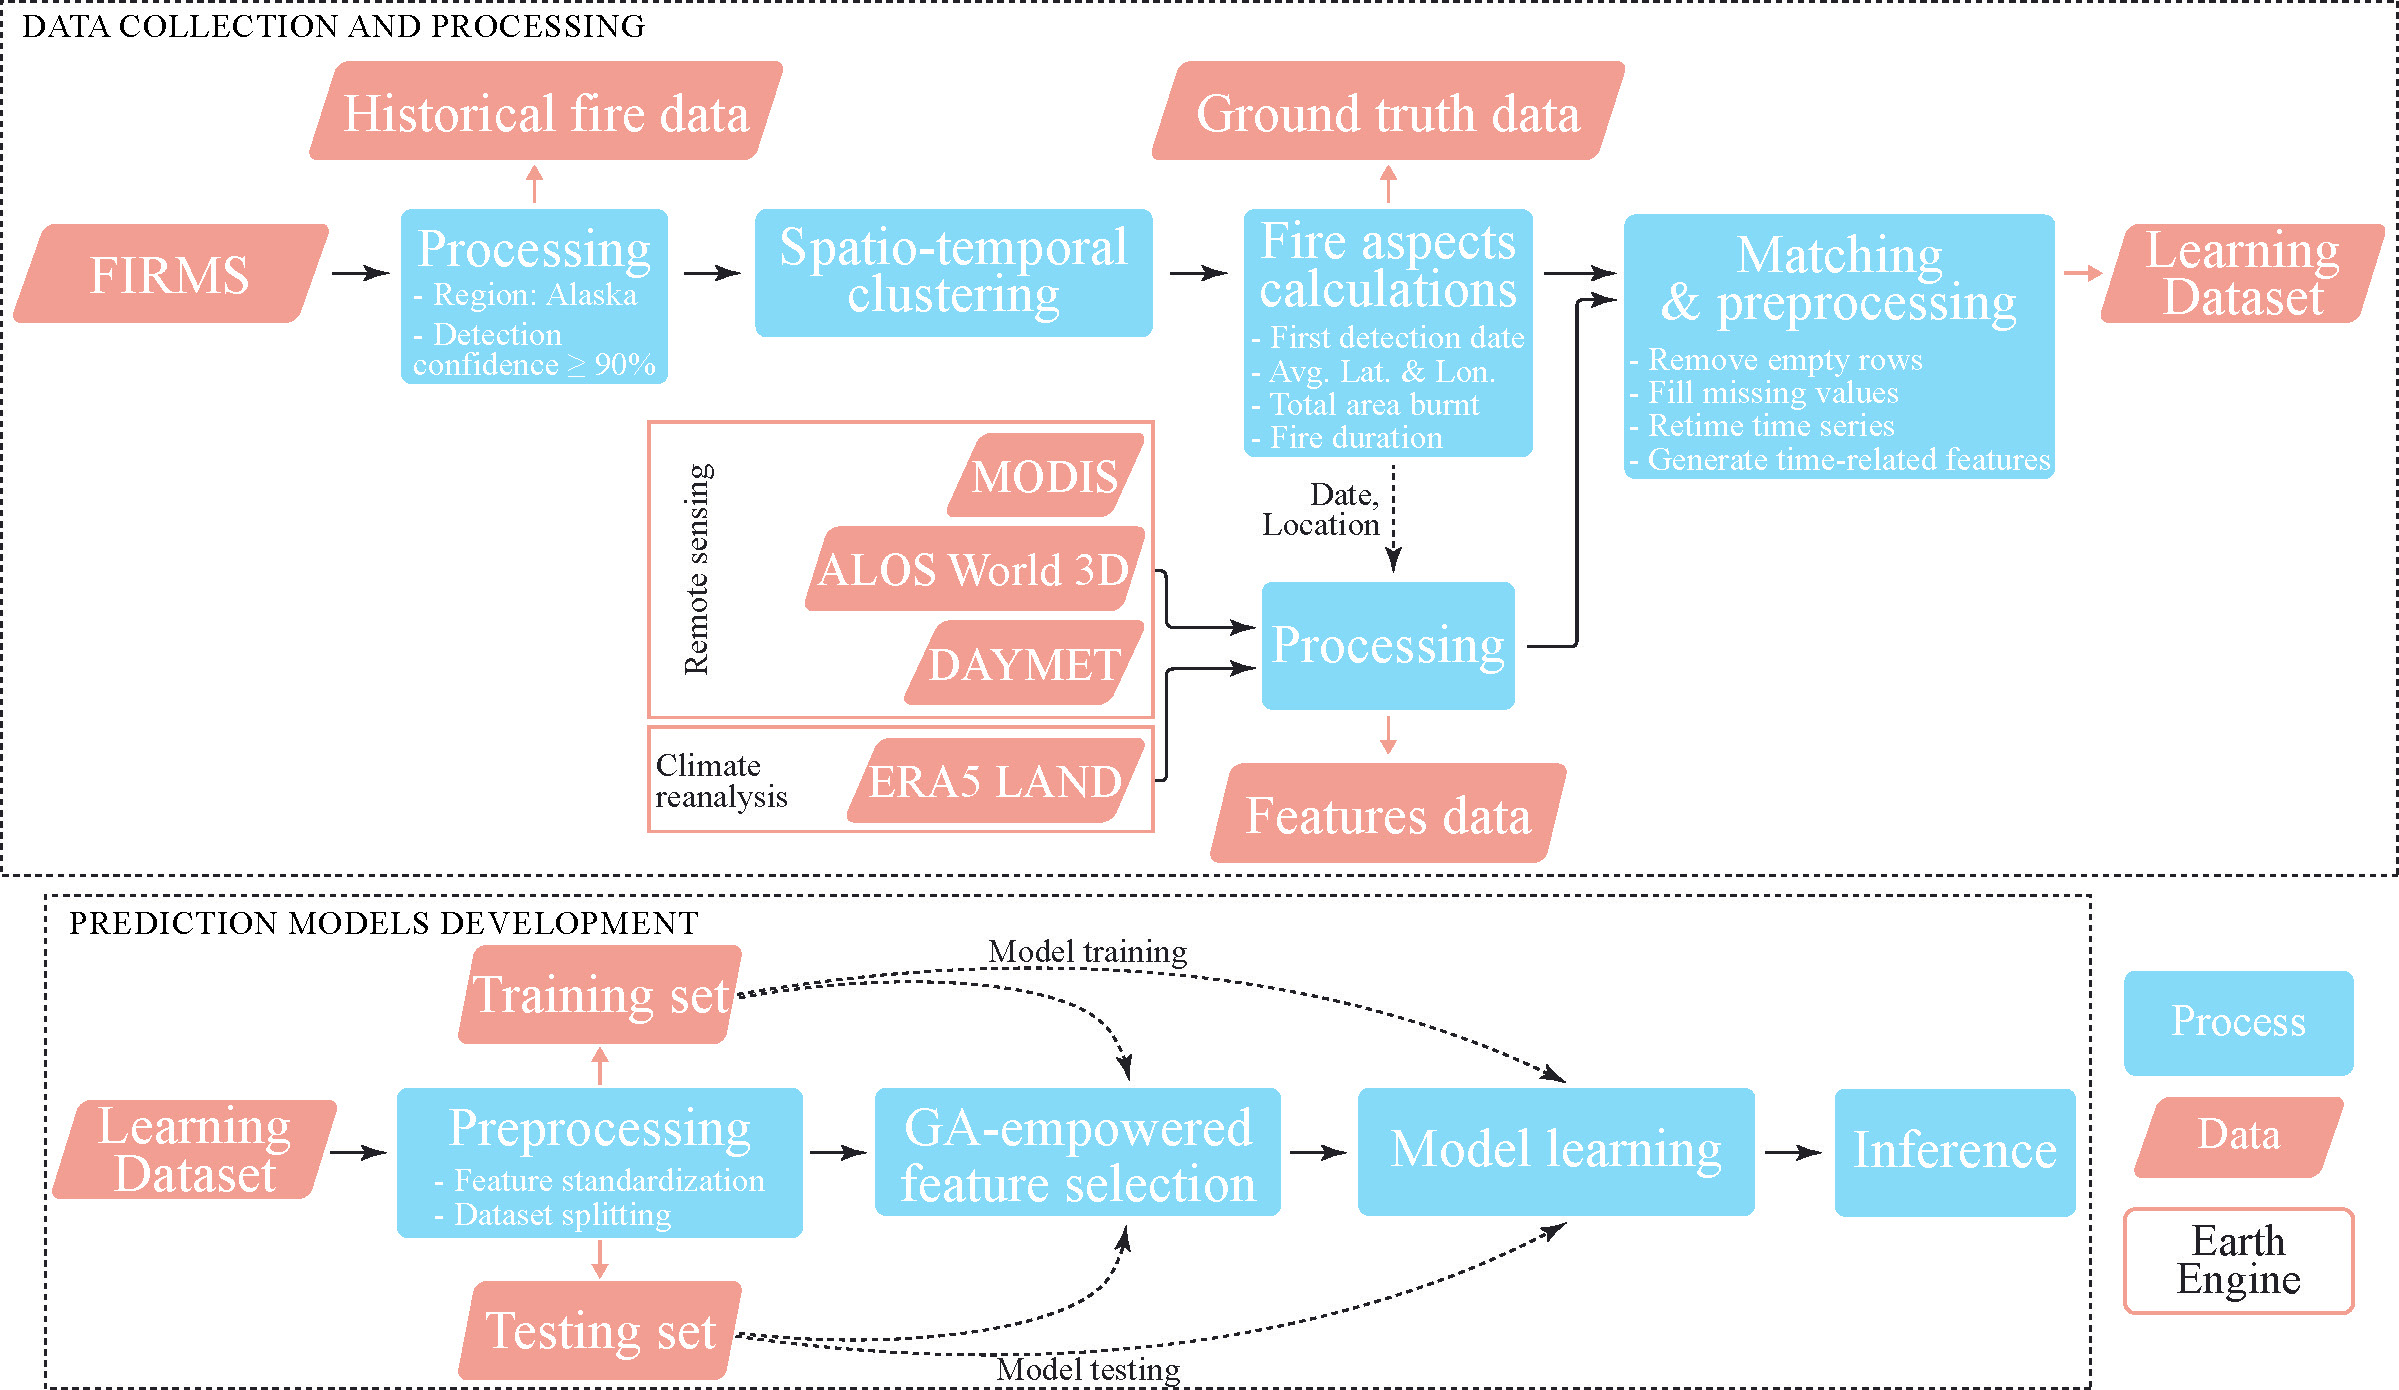 DATA COLLECTION AND PROCESSING
Historical fire data
Ground truth data
FIRMS
Processing
- Region: Alaska
- Detection
confidence ≥ 90%
Spatio-temporal
clustering
Fire aspects
calculations
- First detection date
- Avg. Lat. & Lon.
- Total area burnt
- Fire duration
Matching
& preprocessing
- Remove empty rows
- Fill missing values
- Retime time series
- Generate time-related features
Learning
Dataset
Remote sensing
MODIS
ALOS World 3D
DAYMET
Date,
Location
Processing
Climate
reanalysis
ERA5 LAND
Features data
PREDICTION MODELS DEVELOPMENT
Training set
Model training
Learning
Dataset
Preprocessing
- Feature standardization
- Dataset splitting
GA-empowered
feature selection
Model learning
Inference
Testing set
Model testing
Process
Data
Earth
Engine